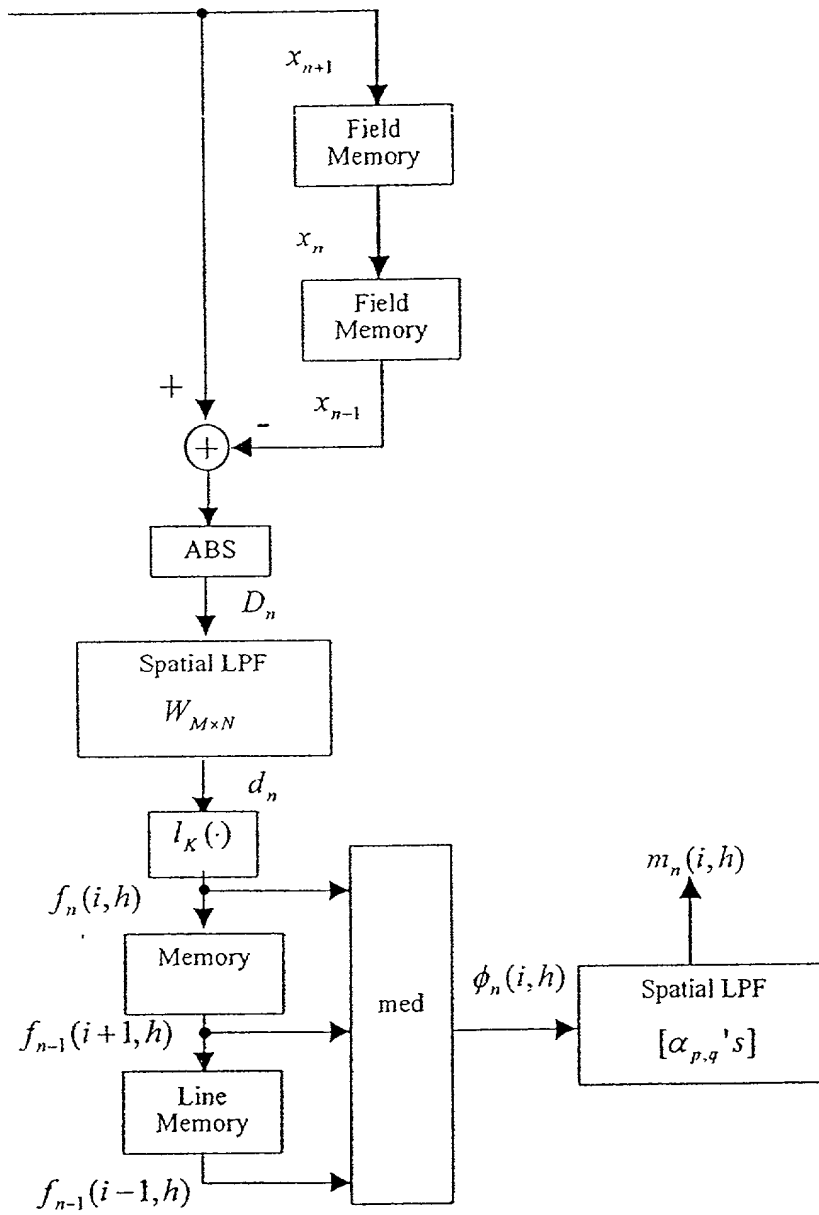 x_{n+1}
Field
Memory
x_n
Field
Memory
+
x_{n-1}
-
+
ABS
D_n
Spatial LPF
W_{M×N}
d_n
l_K(·)
f_n(i,h)
Memory
f_{n-1}(i+1,h)
Line
Memory
f_{n-1}(i-1,h)
med
ϕ_n(i,h)
m_n(i,h)
Spatial LPF
[α_{p,q}'s]